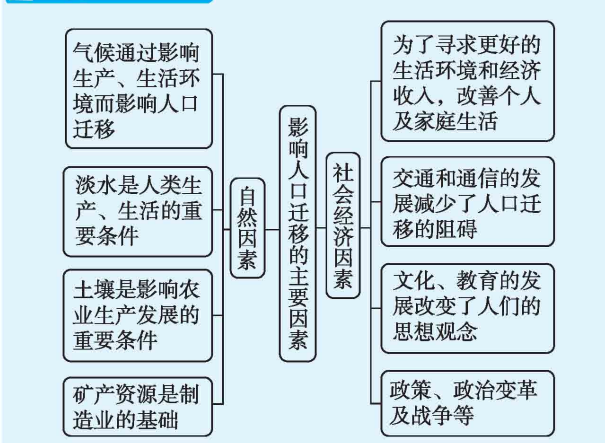 气候通过影响
生产、生活环
境而影响人口
迁移
淡水是人类生
产、生活的重
要条件
土壤是影响农
业生产发展的
重要条件
矿产资源是制
造业的基础
自然因素
影响人口迁移的主要因素
社会经济因素
为了寻求更好的
生活环境和经济
收入，改善个人
及家庭生活
交通和通信的发
展减少了人口迁
移的阻碍
文化、教育的发
展改变了人们的
思想观念
政策、政治变革
及战争等